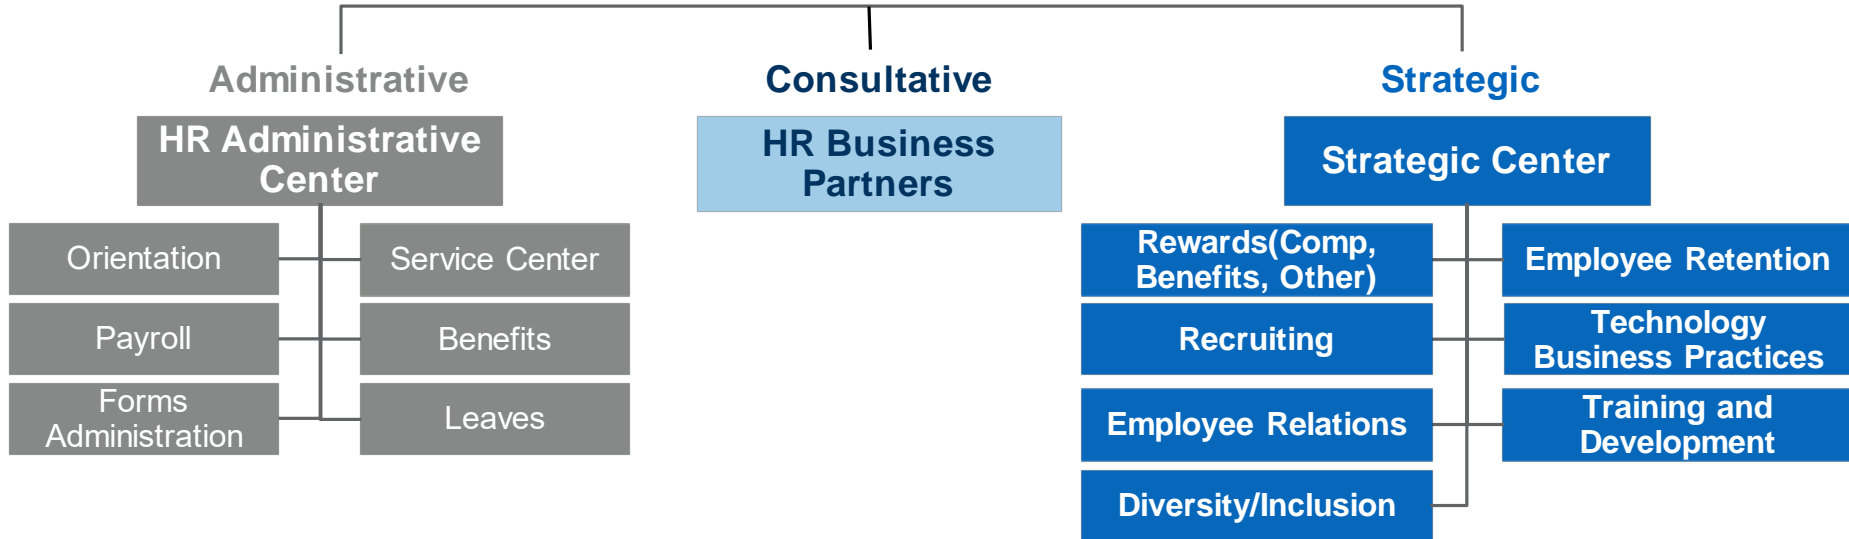 Administrative
Consultative
Strategic
HR Administrative
Center
HR Business
Partners
Strategic Center
Orientation
Service Center
Payroll
Benefits
Forms
Administration
Leaves
Rewards(Comp,
Benefits, Other)
Employee Retention
Recruiting
Technology
Business Practices
Employee Relations
Training and
Development
Diversity/Inclusion